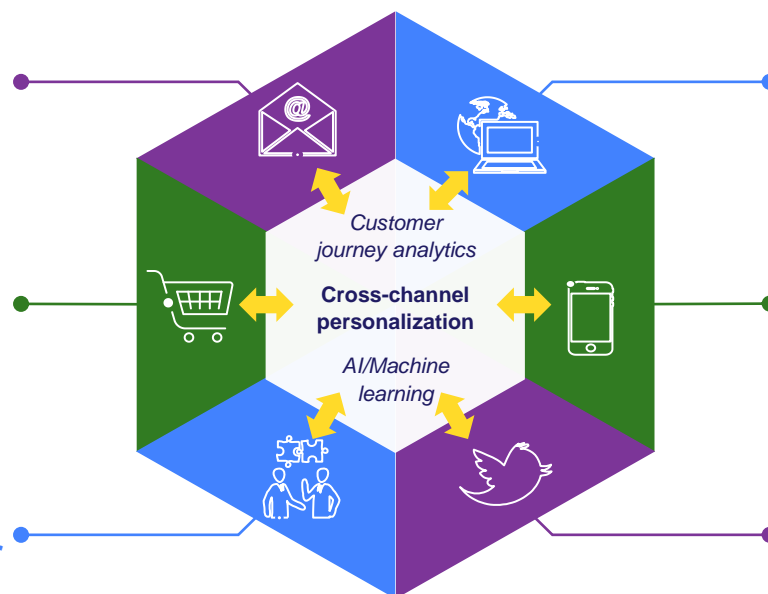 @
Customer
journey analytics
Cross-channel
personalization
AI/Machine
learning